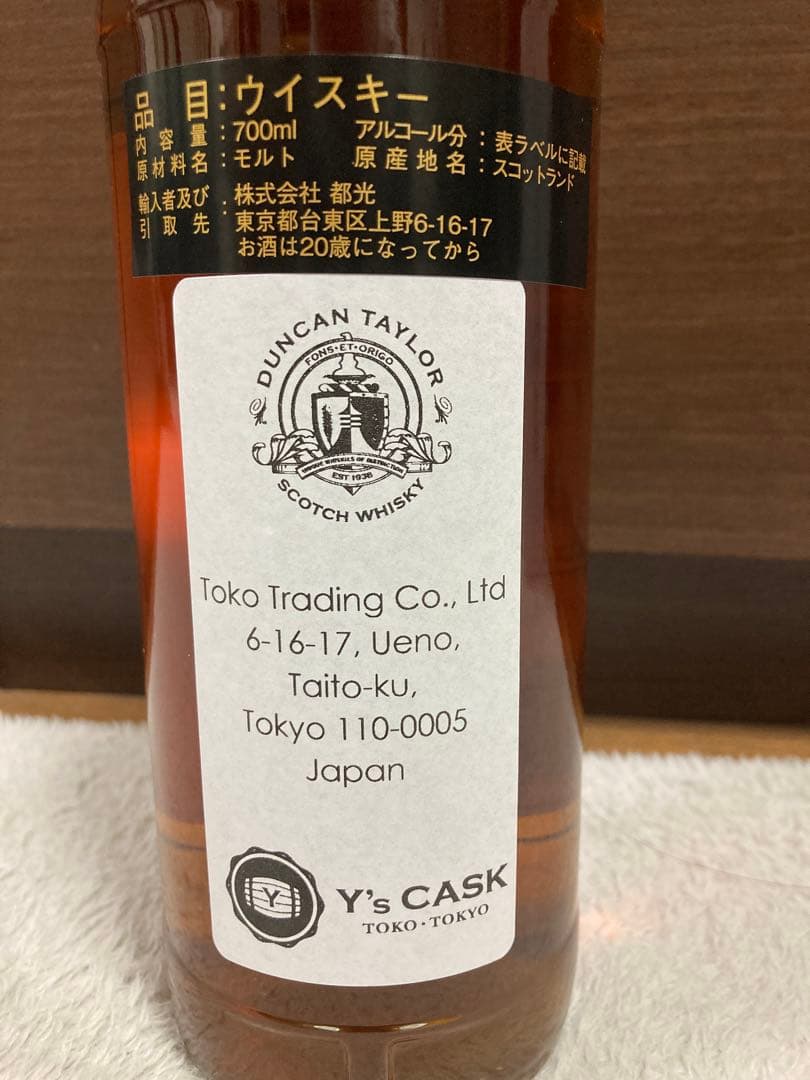 品目：ウイスキー
内容量：700ml アルコール分：表ラベルに記載
原材料名：モルト 原産地名：スコットランド
輸入者及び引取先：株式会社 都光
東京都台東区上野6-16-17
お酒は20歳になってから
DUNCAN TAYLOR
FONS·ET·ORIGO
UNIQUE WHISKIES OF DISTINCTION
EST 1938
SCOTCH WHISKY
Toko Trading Co., Ltd
6-16-17, Ueno,
Taito-ku,
Tokyo 110-0005
Japan
Y
Y's CASK
TOKO·TOKYO